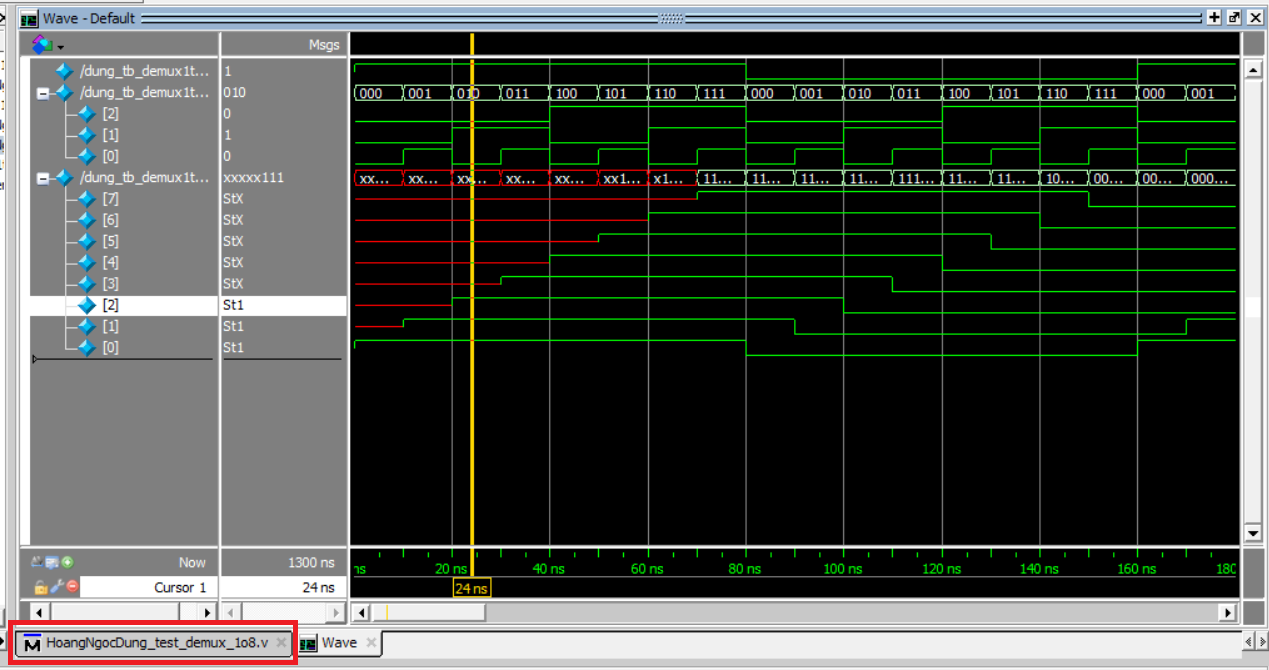 Wave - Default
Msgs
/dung_tb_demux1t... 1
/dung_tb_demux1t... 010 000 001 010 011 100 101 110 111 000 001 010 011 100 101 110 111 000 001
[2] 0
[1] 1
[0] 0
/dung_tb_demux1t... xxxxx111 xx... xx... xx... xx... xx... xx1... x1... 11... 11... 11... 11... 111... 11... 11... 10... 00... 00... 000...
[7] StX
[6] StX
[5] StX
[4] StX
[3] StX
[2] St1
[1] St1
[0] St1
Now 1300 ns ns 20 ns 40 ns 60 ns 80 ns 100 ns 120 ns 140 ns 160 ns 180
Cursor 1 24 ns 24 ns
HoangNgocDung_test_demux_1o8.v Wave